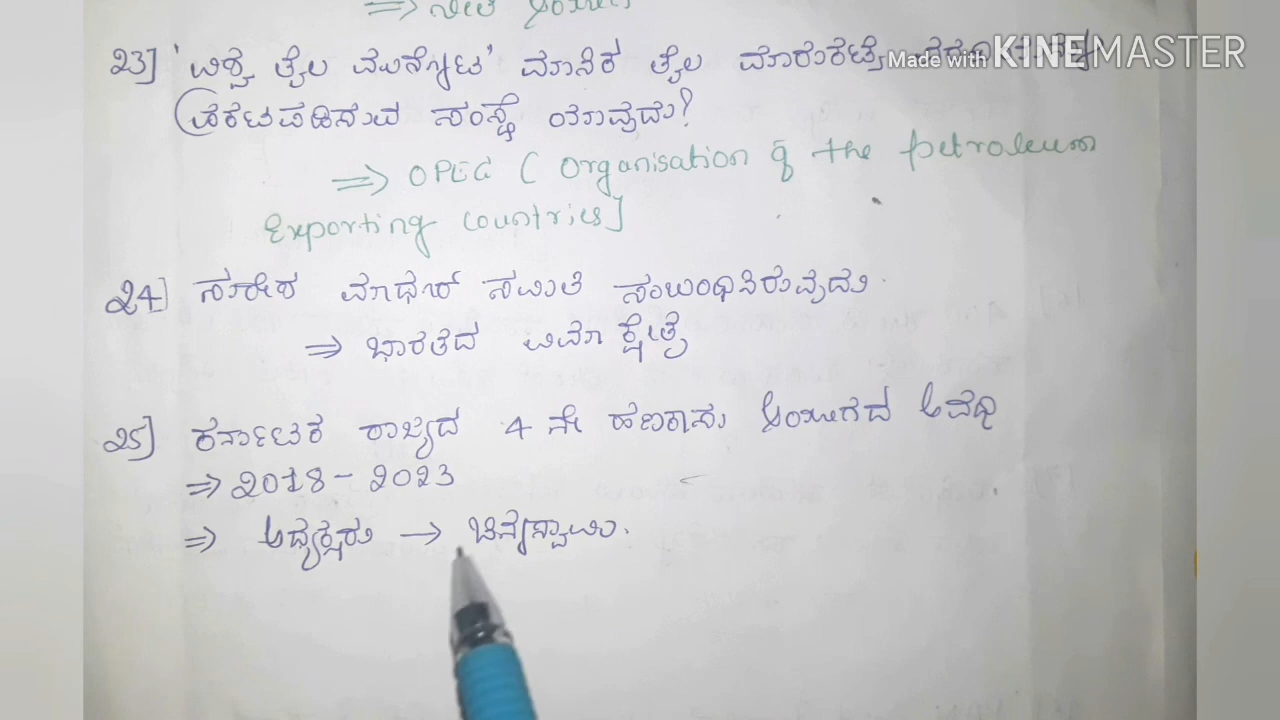 ⇒ ನೀತಿ ಆಯೋಗ
23] 'ವಿಶ್ವ ತೈಲ ಮುನ್ನೋಟ' ಮಾಸಿಕ ತೈಲ ಮಾರುಕಟ್ಟೆ
Made with KINEMASTER
ಪ್ರಕಟಪಡಿಸುವ ಸಂಸ್ಥೆ ಯಾವುದು?
⇒ OPEC ( Organisation of the petroleum
Exporting Countries]
24] ಸುರೇಶ ಮಾಥುರ್ ಸಮಿತಿ ಸಂಬಂಧಿಸಿರುವುದು.
⇒ ಭಾರತದ ವಿಮಾ ಕ್ಷೇತ್ರ
25] ಕರ್ನಾಟಕ ರಾಜ್ಯದ 4 ನೇ ಹಣಕಾಸು ಆಯೋಗದ ಅವಧಿ
⇒ 2018 - 2023
⇒ ಅಧ್ಯಕ್ಷರು → ಚಿನ್ನಸ್ವಾಮಿ.